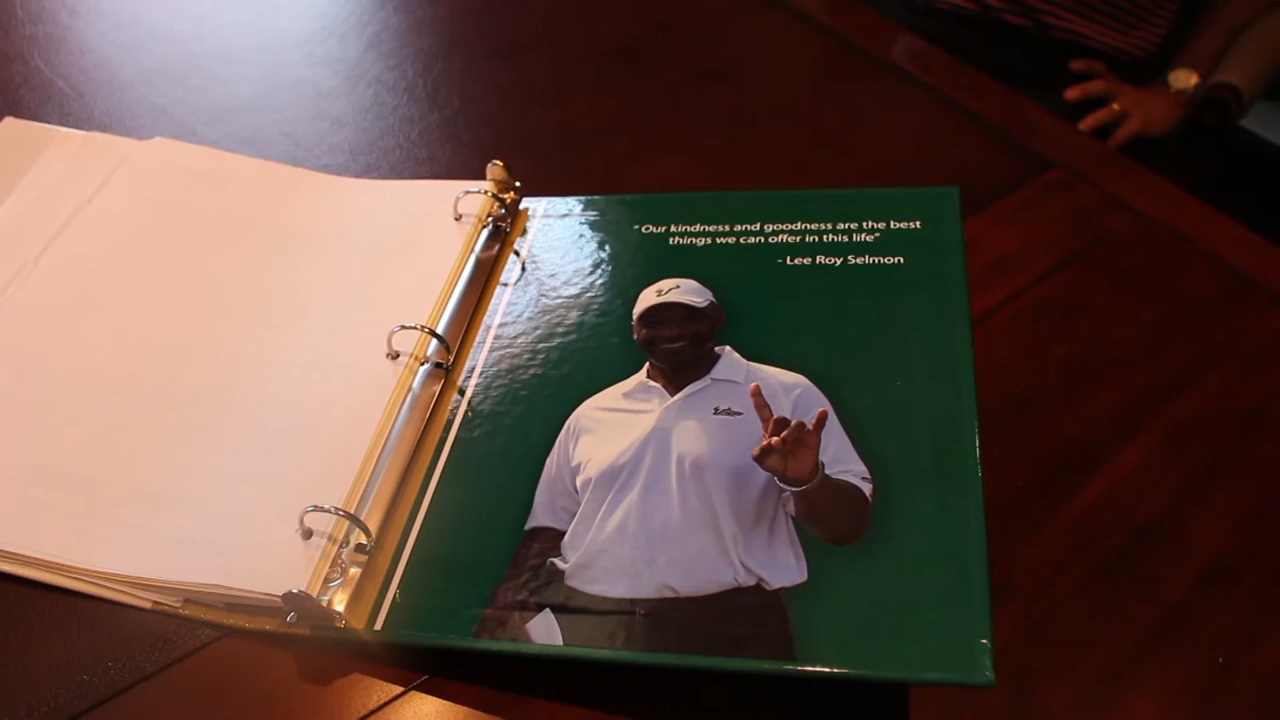 "Our kindness and goodness are the best
things we can offer in this life"
- Lee Roy Selmon